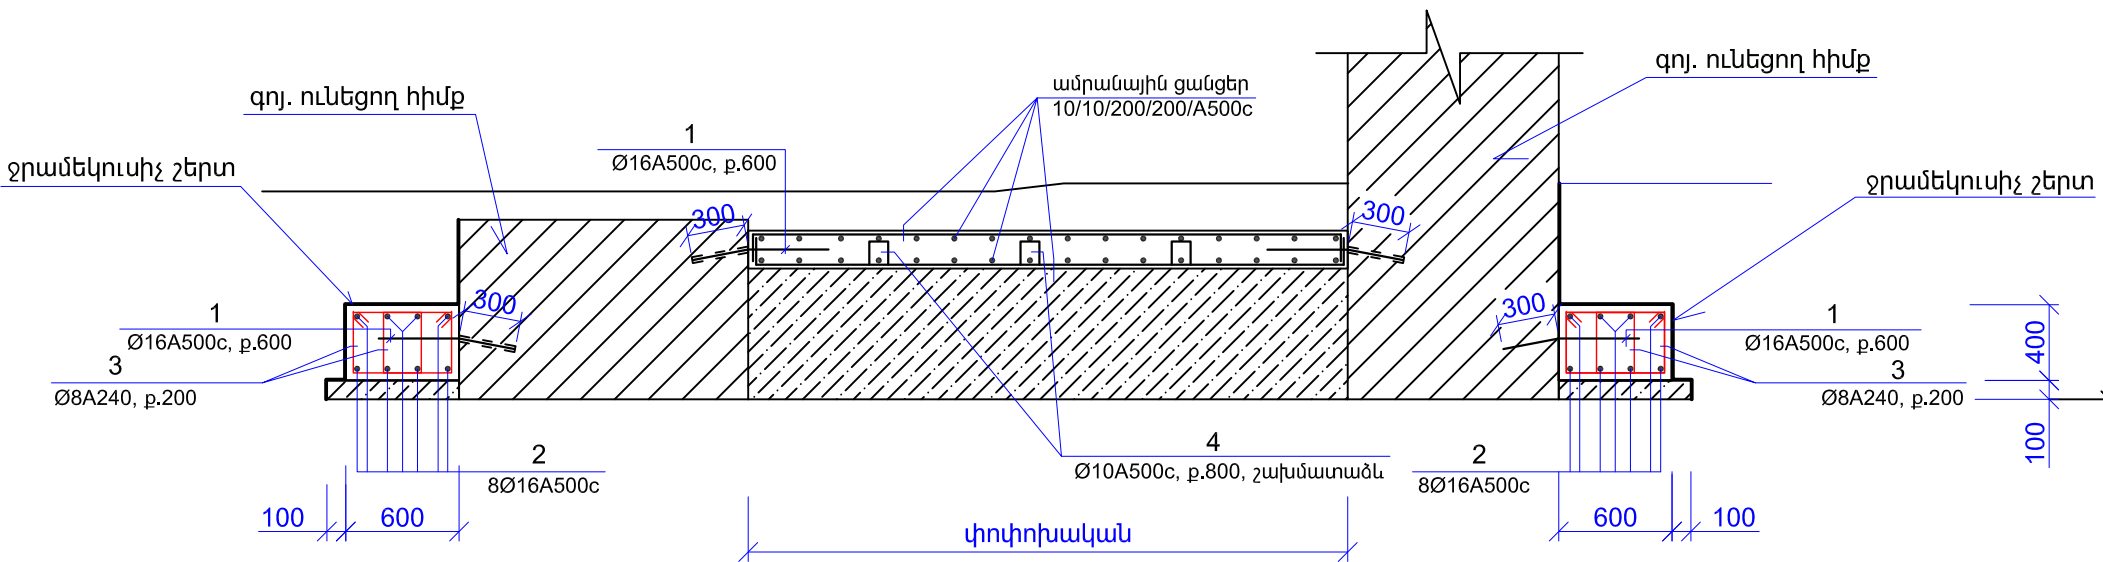 գոյ. ունեցող հիմք
ջրամեկուսիչ շերտ
1
Ø16A500c, ք.600
ամրանային ցանցեր
10/10/200/200/A500c
գոյ. ունեցող հիմք
ջրամեկուսիչ շերտ
300
300
300
300
1
Ø16A500c, ք.600
3
Ø8A240, ք.200
1
Ø16A500c, ք.600
3
Ø8A240, ք.200
400
100
2
8Ø16A500c
4
Ø10A500c, ք.800, շախմատաձև
2
8Ø16A500c
100
600
փոփոխական
600
100